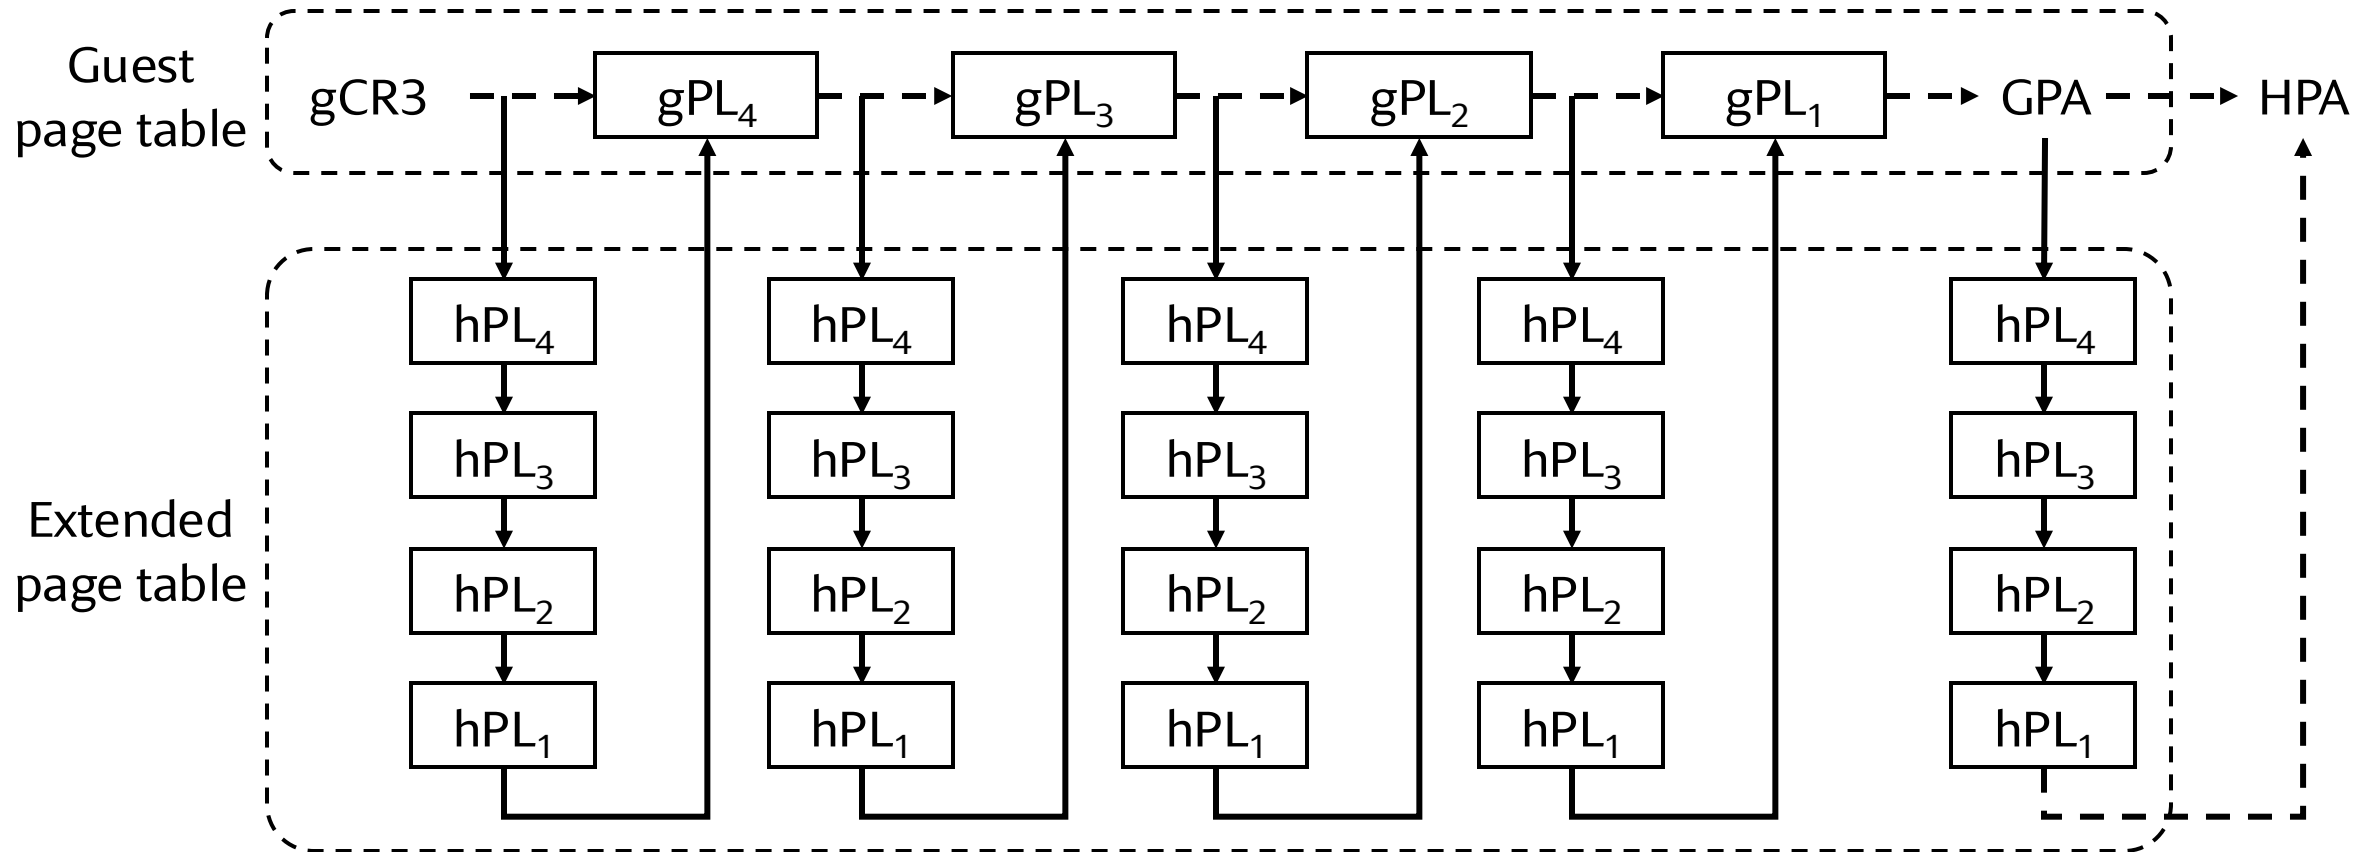 Guest
page table
gCR3 gPL4 gPL3 gPL2 gPL1 GPA HPA
hPL4 hPL4 hPL4 hPL4 hPL4
hPL3 hPL3 hPL3 hPL3 hPL3
Extended
page table
hPL2 hPL2 hPL2 hPL2 hPL2
hPL1 hPL1 hPL1 hPL1 hPL1